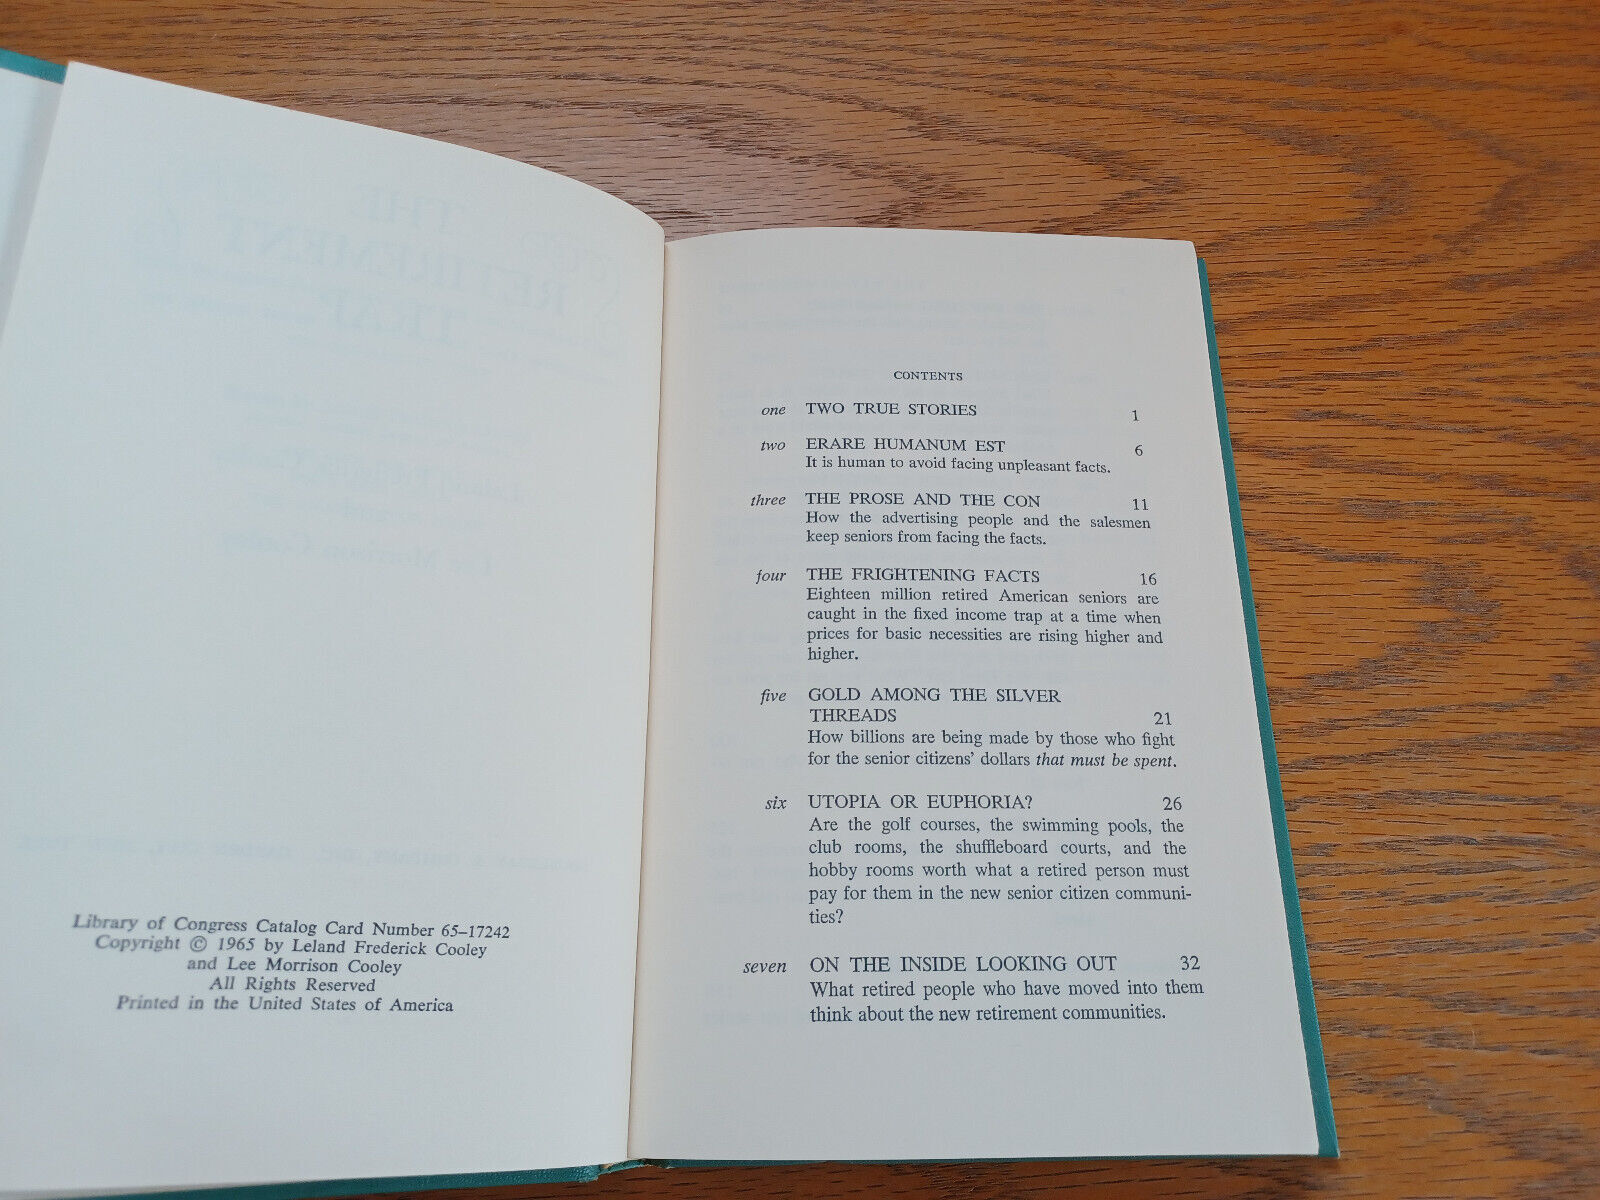 Library of Congress Catalog Card Number 65–17242
Copyright © 1965 by Leland Frederick Cooley
and Lee Morrison Cooley
All Rights Reserved
Printed in the United States of America
CONTENTS
one TWO TRUE STORIES 1
two ERARE HUMANUM EST 6
It is human to avoid facing unpleasant facts.
three THE PROSE AND THE CON 11
How the advertising people and the salesmen
keep seniors from facing the facts.
four THE FRIGHTENING FACTS 16
Eighteen million retired American seniors are
caught in the fixed income trap at a time when
prices for basic necessities are rising higher and
higher.
five GOLD AMONG THE SILVER
THREADS 21
How billions are being made by those who fight
for the senior citizens' dollars that must be spent.
six UTOPIA OR EUPHORIA? 26
Are the golf courses, the swimming pools, the
club rooms, the shuffleboard courts, and the
hobby rooms worth what a retired person must
pay for them in the new senior citizen communi-
ties?
seven ON THE INSIDE LOOKING OUT 32
What retired people who have moved into them
think about the new retirement communities.